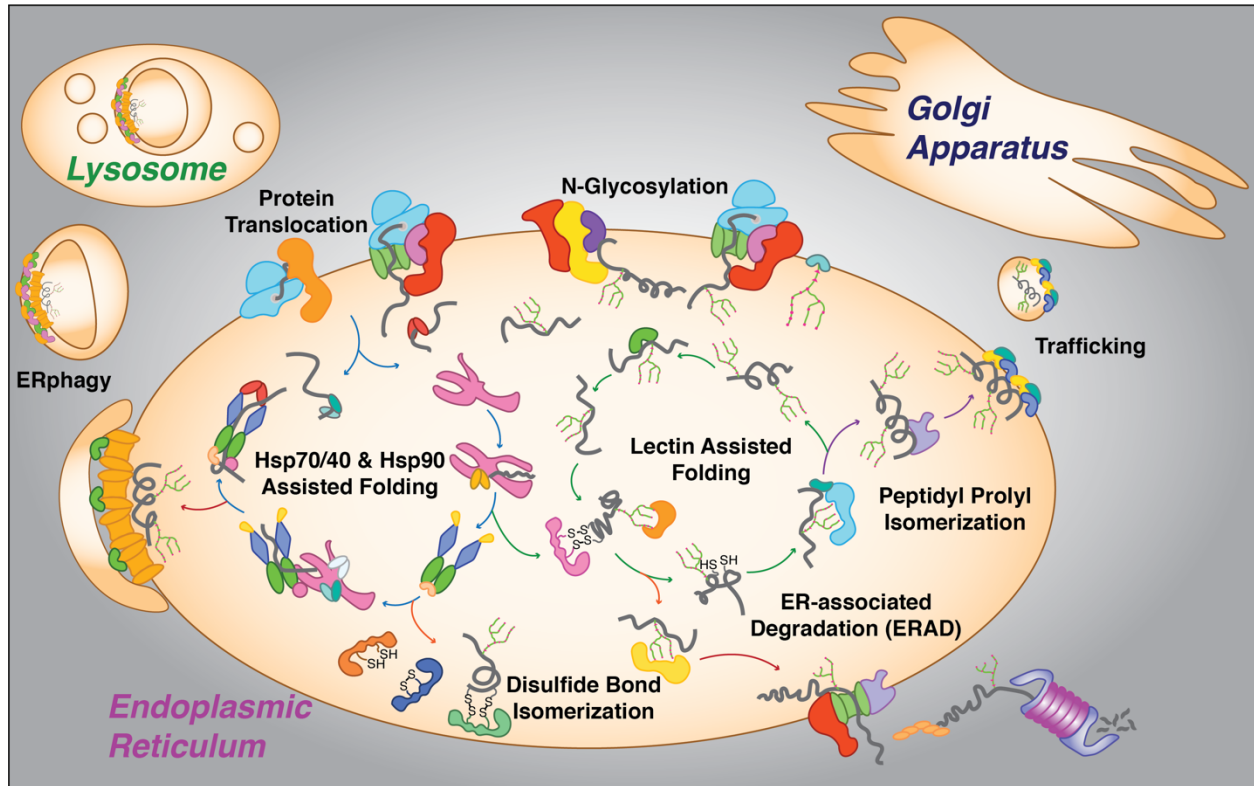 Lysosome
Golgi
Apparatus
Protein
Translocation
N-Glycosylation
ERphagy
Trafficking
Hsp70/40 & Hsp90
Assisted Folding
Lectin Assisted
Folding
Peptidyl Prolyl
Isomerization
S-S
S-S
HS
SH
ER-associated
Degradation (ERAD)
SH
SH
S-S
S-S
S
S
S
S
Disulfide Bond
Isomerization
Endoplasmic
Reticulum